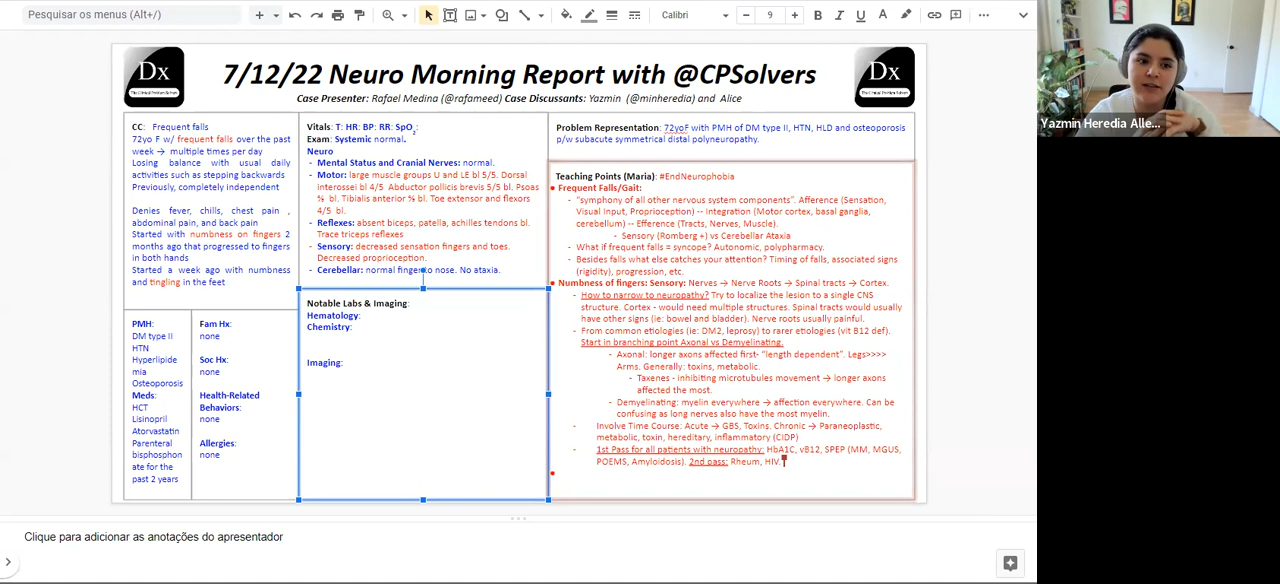 Pesquisar os menus (Alt+/)
Calibri
9
B I U A
Dx
The Clinical Problem Solvers
7/12/22 Neuro Morning Report with @CPSolvers
Case Presenter: Rafael Medina (@rafameed) Case Discussants: Yazmin (@minheredia) and Alice
Dx
The Clinical Problem Solvers
CC: Frequent falls
72yo F w/ frequent falls over the past
week → multiple times per day
Losing balance with usual daily
activities such as stepping backwards
Previously, completely independent
Denies fever, chills, chest pain ,
abdominal pain, and back pain
Started with numbness on fingers 2
months ago that progressed to fingers
in both hands
Started a week ago with numbness
and tingling in the feet
PMH:
DM type II
HTN
Hyperlipide
mia
Osteoporosis
Meds:
HCT
Lisinopril
Atorvastatin
Parenteral
bisphosphon
ate for the
past 2 years
Fam Hx:
none
Soc Hx:
none
Health-Related
Behaviors:
none
Allergies:
none
Vitals: T: HR: BP: RR: SpO2:
Exam: Systemic normal.
Neuro
- Mental Status and Cranial Nerves: normal.
- Motor: large muscle groups U and LE bl 5/5. Dorsal
interossei bl 4/5 Abductor pollicis brevis 5/5 bl. Psoas
bl. Tibialis anterior bl. Toe extensor and flexors
4/5 bl.
- Reflexes: absent biceps, patella, achilles tendons bl.
Trace triceps reflexes
- Sensory: decreased sensation fingers and toes.
Decreased proprioception.
- Cerebellar: normal finger to nose. No ataxia.
Notable Labs & Imaging:
Hematology:
Chemistry:
Imaging:
Problem Representation: 72yoF with PMH of DM type II, HTN, HLD and osteoporosis
p/w subacute symmetrical distal polyneuropathy.
Teaching Points (Maria): #EndNeurophobia
● Frequent Falls/Gait:
- “symphony of all other nervous system components”. Afference (Sensation,
Visual Input, Proprioception) -- Integration (Motor cortex, basal ganglia,
cerebellum) -- Efference (Tracts, Nerves, Muscle).
- Sensory (Romberg +) vs Cerebellar Ataxia
- What if frequent falls = syncope? Autonomic, polypharmacy.
- Besides falls what else catches your attention? Timing of falls, associated signs
(rigidity), progression, etc.
● Numbness of fingers: Sensory: Nerves → Nerve Roots → Spinal tracts → Cortex.
- How to narrow to neuropathy? Try to localize the lesion to a single CNS
structure. Cortex - would need multiple structures. Spinal tracts would usually
have other signs (ie: bowel and bladder). Nerve roots usually painful.
- From common etiologies (ie: DM2, leprosy) to rarer etiologies (vit B12 def).
Start in branching point Axonal vs Demyelinating.
- Axonal: longer axons affected first- “length dependent”. Legs>>>>
Arms. Generally: toxins, metabolic.
- Taxenes - inhibiting microtubules movement → longer axons
affected the most.
- Demyelinating: myelin everywhere → affection everywhere. Can be
confusing as long nerves also have the most myelin.
- Involve Time Course: Acute → GBS, Toxins. Chronic → Paraneoplastic,
metabolic, toxin, hereditary, inflammatory (CIDP)
- 1st Pass for all patients with neuropathy: HbA1C, vB12, SPEP (MM, MGUS,
POEMS, Amyloidosis). 2nd pass: Rheum, HIV.
●
Clique para adicionar as anotações do apresentador
Yazmin Heredia Alle...